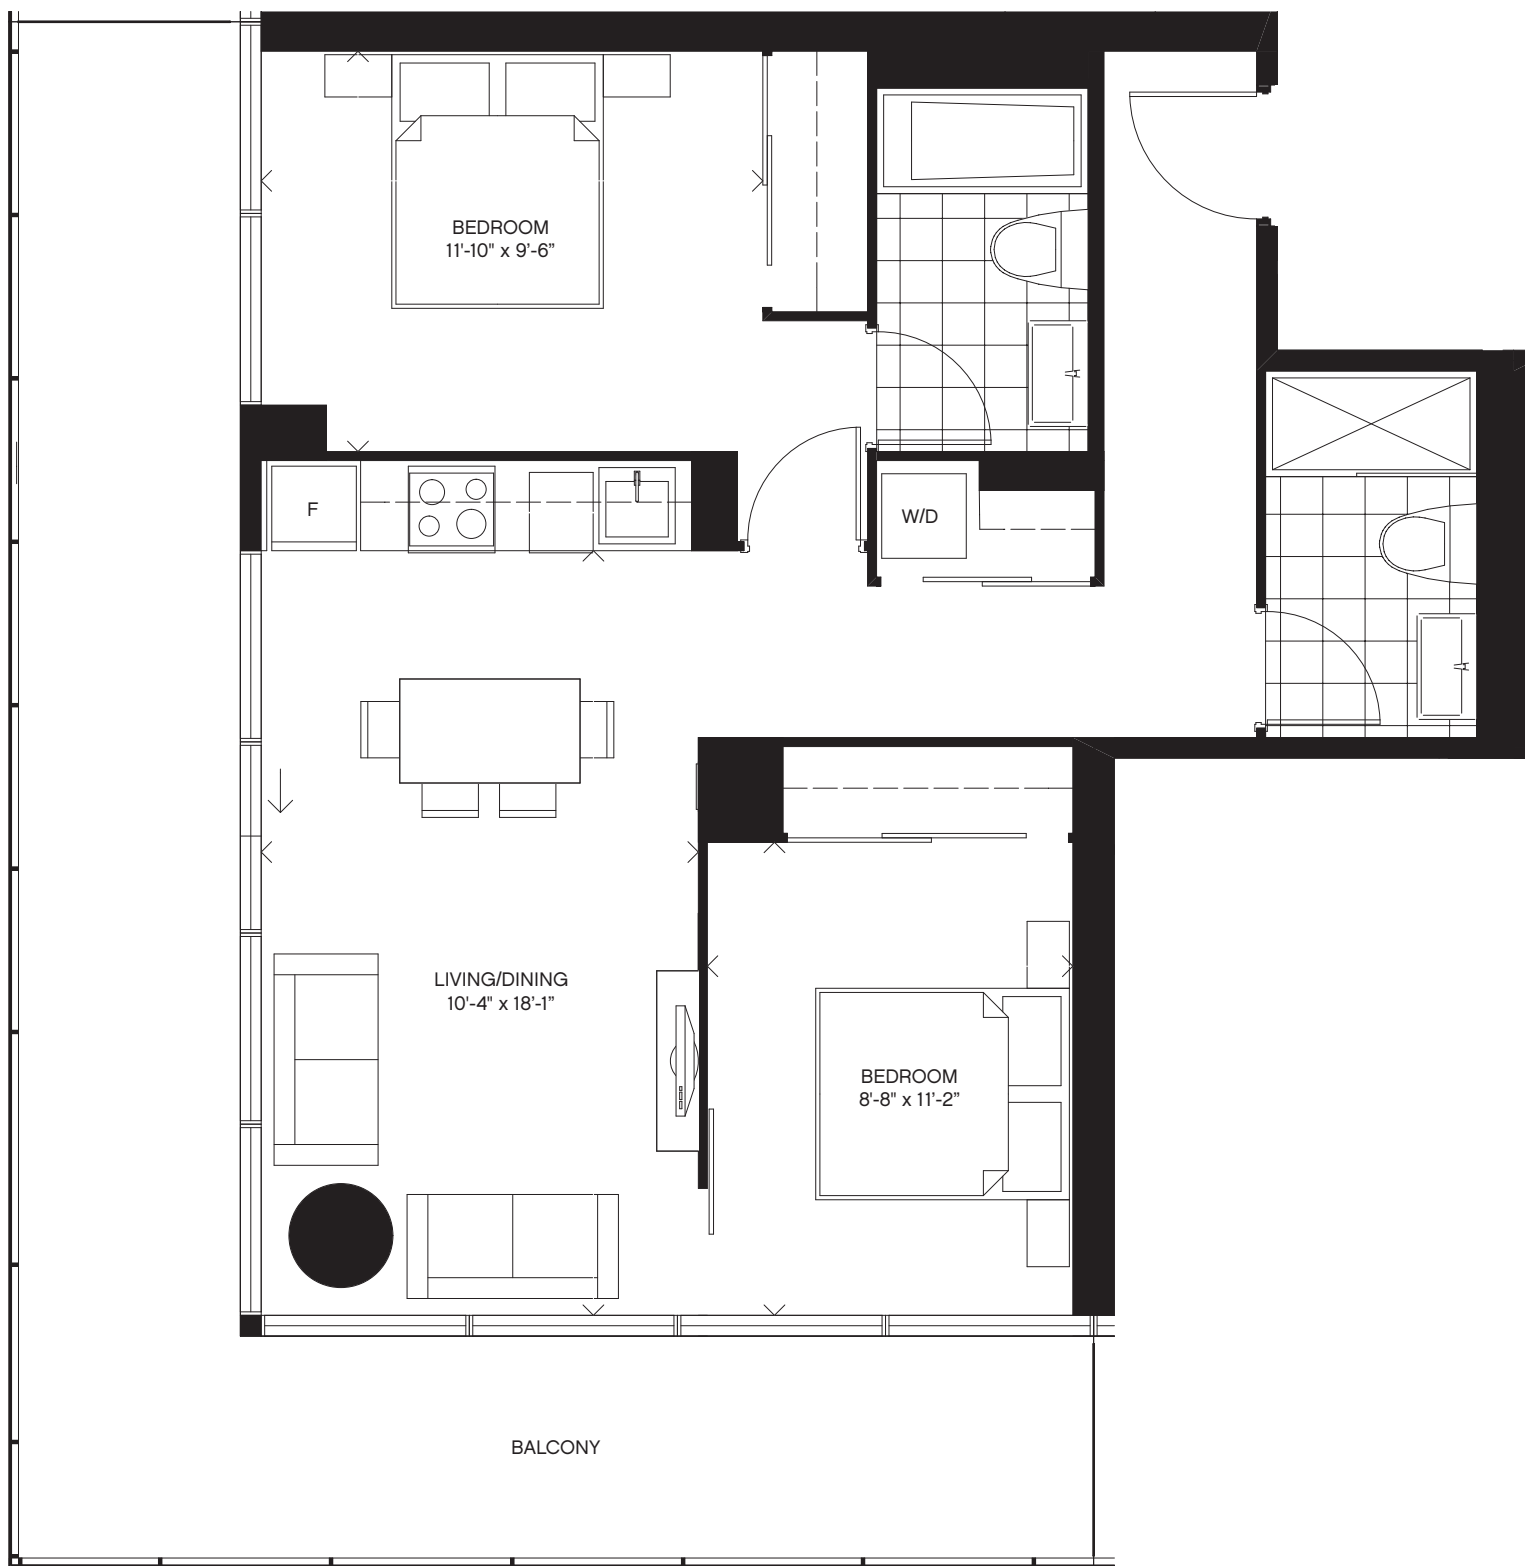 BEDROOM
11'-10" x 9'-6”
F
W/D
LIVING/DINING
10'-4" x 18'-1”
BEDROOM
8'-8" x 11'-2”
BALCONY